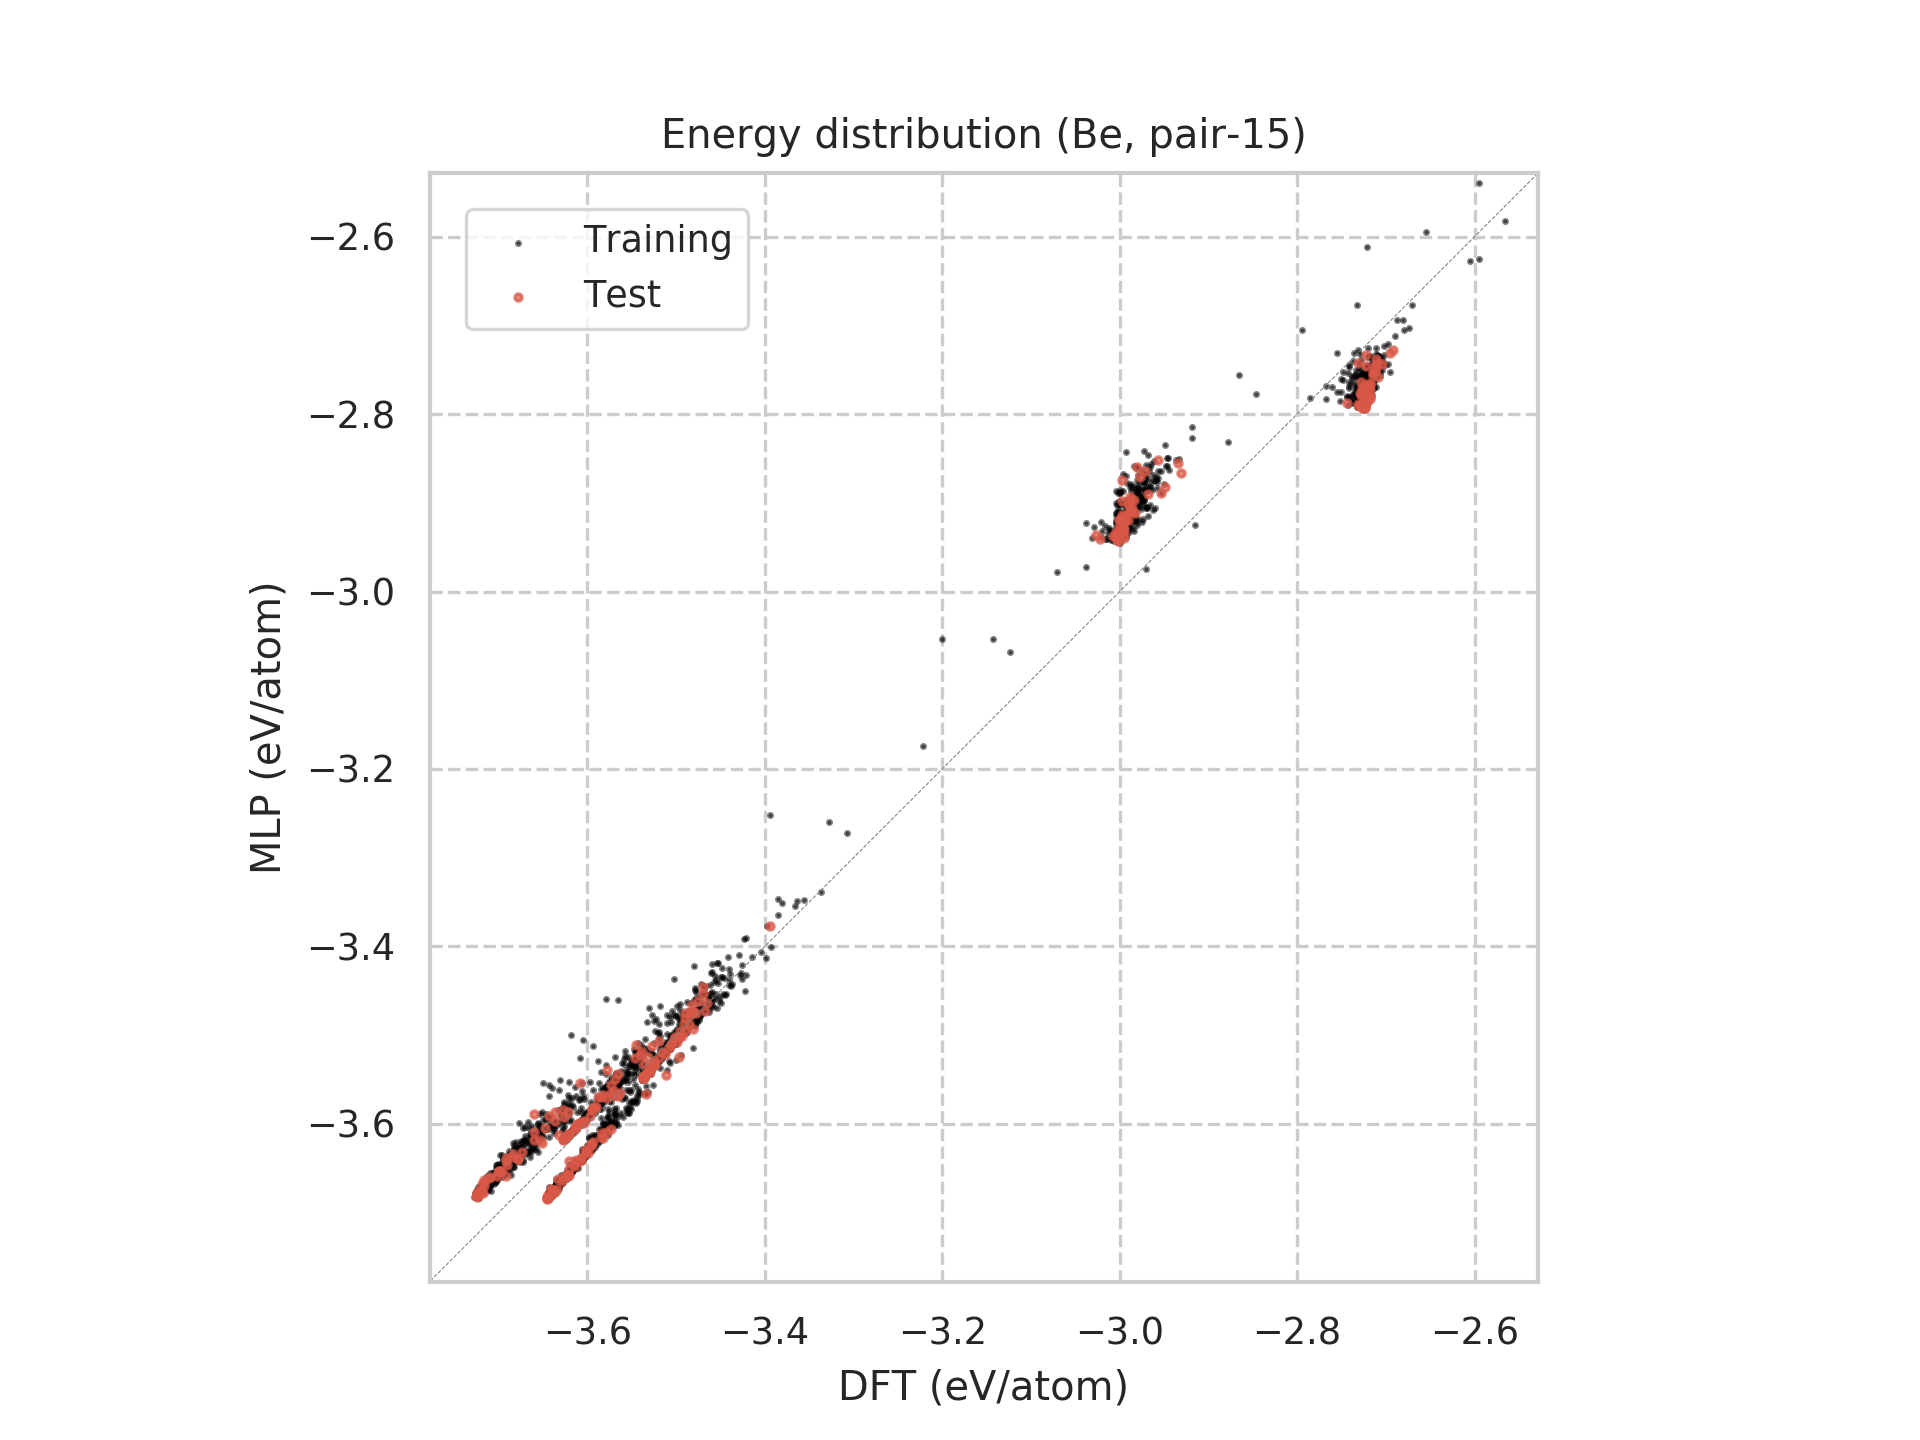 Energy distribution (Be, pair-15)
Training
Test
−2.6
−2.8
−3.0
−3.2
−3.4
−3.6
MLP (eV/atom)
−3.6
−3.4
−3.2
−3.0
−2.8
−2.6
DFT (eV/atom)